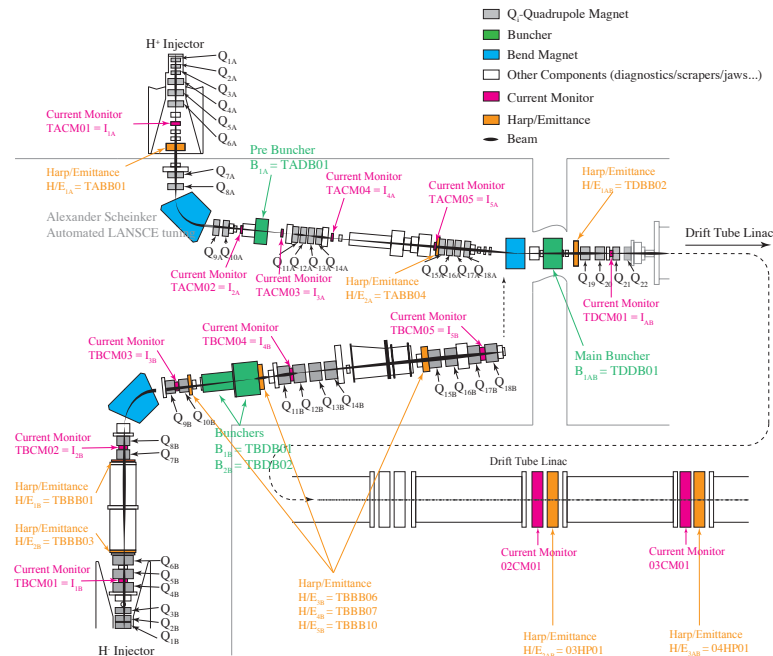 Qᵢ-Quadrupole Magnet
Buncher
Bend Magnet
Other Components (diagnostics/scrapers/jaws...)
Current Monitor
Harp/Emittance
Beam
H⁺ Injector
Q1A
Q2A
Q3A
Q4A
Q5A
Q6A
Current Monitor
TACM01 = I1A
Harp/Emittance
H/E1A = TABB01
Q7A
Q8A
Pre Buncher
B1A = TADB01
Current Monitor
TACM04 = I4A
Current Monitor
TACM05 = I5A
Harp/Emittance
H/E1AB = TDBB02
Alexander Scheinker
Automated LANSCE tuning
Drift Tube Linac
Q9A
Q10A
Q11A
Q12A
Q13A
Q14A
Q15A
Q16A
Q17A
Q18A
Q19
Q20
Q21
Q22
Current Monitor
TACM02 = I2A
Current Monitor
TACM03 = I3A
Harp/Emittance
H/E2A = TABB04
Current Monitor
TDCM01 = IAB
Current Monitor
TBCM03 = I3B
Current Monitor
TBCM04 = I4B
Current Monitor
TBCM05 = I5B
Main Buncher
B1AB = TDDB01
Q9B
Q10B
Q11B
Q12B
Q13B
Q14B
Q15B
Q16B
Q17B
Q18B
Bunchers
B1B = TBDB01
B2B = TBDB02
Current Monitor
TBCM02 = I2B
Q8B
Q7B
Harp/Emittance
H/E1B = TBBB01
Harp/Emittance
H/E2B = TBBB03
Current Monitor
TBCM01 = I1B
Q6B
Q5B
Q4B
Q3B
Q2B
Q1B
H⁻ Injector
Harp/Emittance
H/E3B = TBBB06
H/E4B = TBBB07
H/E5B = TBBB10
Drift Tube Linac
Current Monitor
02CM01
Current Monitor
03CM01
Harp/Emittance
H/E2AB = 03HP01
Harp/Emittance
H/E3AB = 04HP01